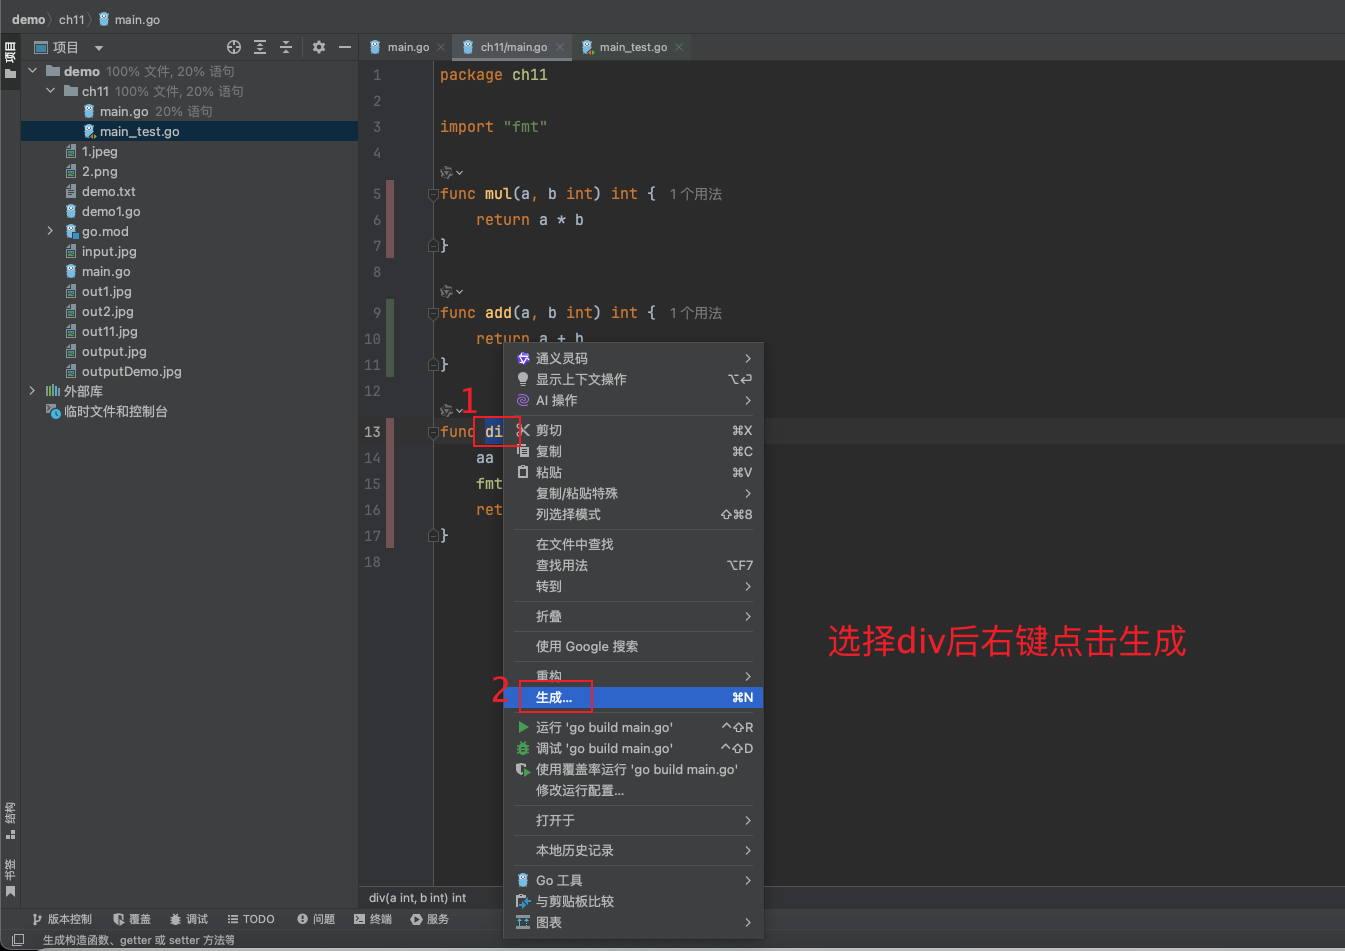 demo ch11 main.go
项目
项目
main.go
ch11/main.go
main_test.go
demo 100% 文件, 20% 语句
ch11 100% 文件, 20% 语句
main.go 20% 语句
main_test.go
1.jpeg
2.png
demo.txt
demo1.go
go.mod
input.jpg
main.go
out1.jpg
out2.jpg
out11.jpg
output.jpg
outputDemo.jpg
外部库
临时文件和控制台
1 package ch11
2
3 import "fmt"
4
5 func mul(a, b int) int { 1 个用法
6 return a * b
7 }
8
9 func add(a, b int) int { 1 个用法
10 return a + b
11 }
12
1
13 func di
14 aa
15 fmt
16 ret
17 }
18
通义灵码
显示上下文操作 ⌥↩
AI 操作
剪切 ⌘X
复制 ⌘C
粘贴 ⌘V
复制/粘贴特殊
列选择模式 ⇧⌘8
在文件中查找
查找用法 ⌥F7
转到
折叠
使用 Google 搜索
重构
2
生成... ⌘N
运行 'go build main.go' ^⇧R
调试 'go build main.go' ^⇧D
使用覆盖率运行 'go build main.go'
修改运行配置...
打开于
本地历史记录
Go 工具
与剪贴板比较
图表
选择div后右键点击生成
结构
书签
div(a int, b int) int
版本控制 覆盖 调试 TODO 问题 终端 服务
生成构造函数、getter 或 setter 方法等